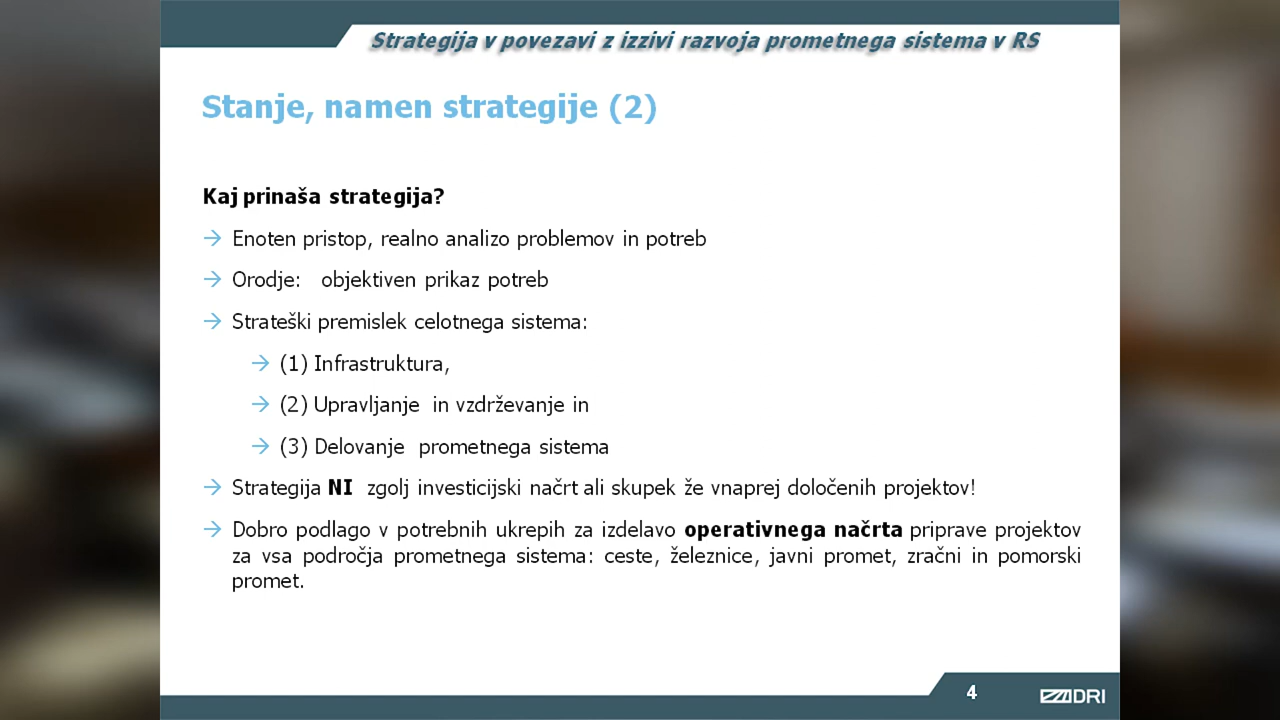 Strategija v povezavi z izzivi razvoja prometnega sistema v RS
Stanje, namen strategije (2)
Kaj prinaša strategija?
→ Enoten pristop, realno analizo problemov in potreb
→ Orodje: objektiven prikaz potreb
→ Strateški premislek celotnega sistema:
→ (1) Infrastruktura,
→ (2) Upravljanje in vzdrževanje in
→ (3) Delovanje prometnega sistema
→ Strategija NI zgolj investicijski načrt ali skupek že vnaprej določenih projektov!
→ Dobro podlago v potrebnih ukrepih za izdelavo operativnega načrta priprave projektov
za vsa področja prometnega sistema: ceste, železnice, javni promet, zračni in pomorski
promet.
4
DRI